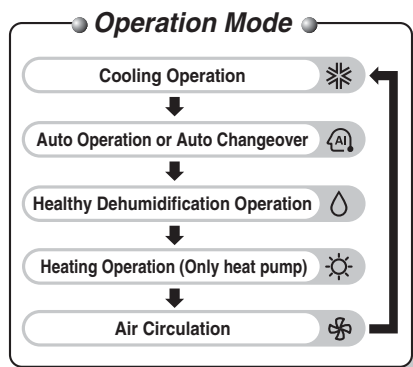 Operation Mode
Cooling Operation
Auto Operation or Auto Changeover
AI
Healthy Dehumidification Operation
Heating Operation (Only heat pump)
Air Circulation